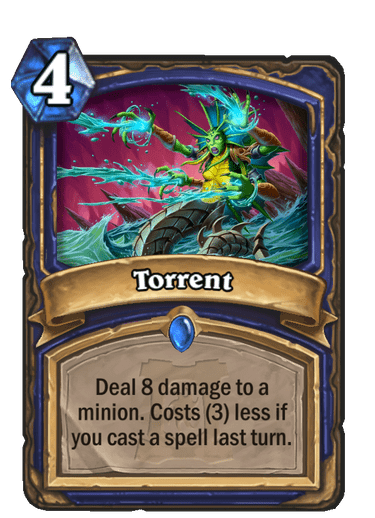 4
Torrent
Deal 8 damage to a
minion. Costs (3) less if
you cast a spell last turn.